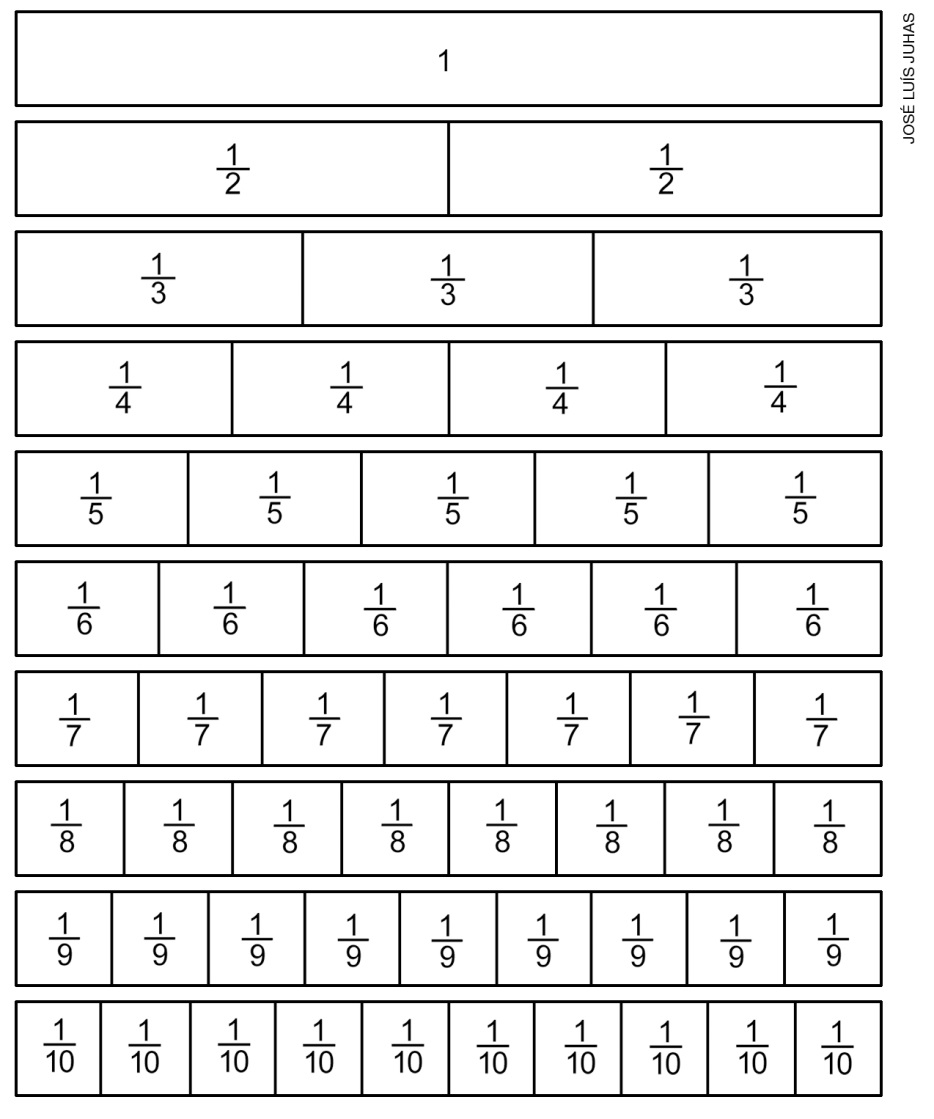 1
1/2 1/2
1/3 1/3 1/3
1/4 1/4 1/4 1/4
1/5 1/5 1/5 1/5 1/5
1/6 1/6 1/6 1/6 1/6 1/6
1/7 1/7 1/7 1/7 1/7 1/7 1/7
1/8 1/8 1/8 1/8 1/8 1/8 1/8 1/8
1/9 1/9 1/9 1/9 1/9 1/9 1/9 1/9 1/9
1/10 1/10 1/10 1/10 1/10 1/10 1/10 1/10 1/10 1/10
JOSÉ LUÍS JUHAS